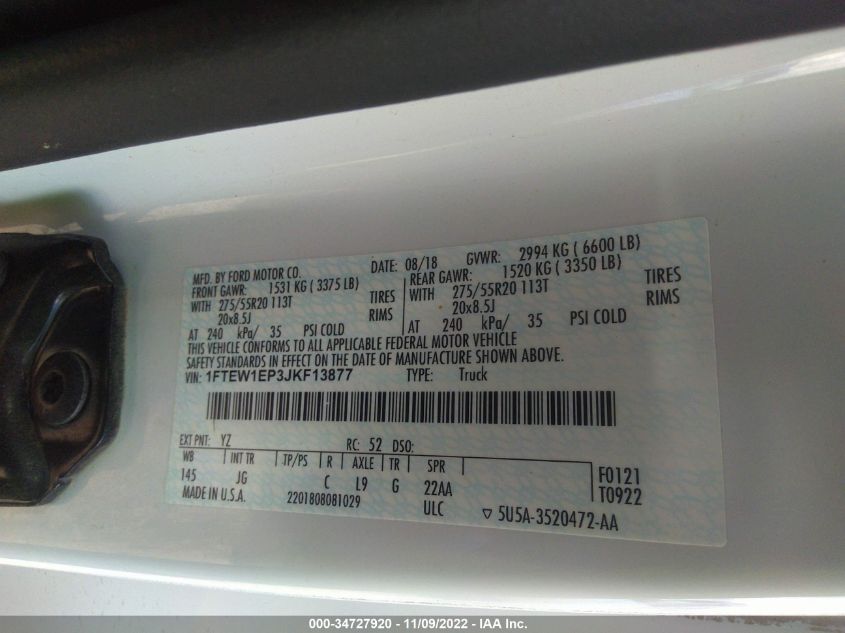 MFD. BY FORD MOTOR CO. DATE: 08/18 GVWR: 2994 KG ( 6600 LB)
FRONT GAWR: 1531 KG ( 3375 LB) REAR GAWR: 1520 KG ( 3350 LB)
WITH 275/55R20 113T TIRES WITH 275/55R20 113T TIRES
20x8.5J RIMS 20x8.5J RIMS
AT 240 kPa/ 35 PSI COLD AT 240 kPa/ 35 PSI COLD
THIS VEHICLE CONFORMS TO ALL APPLICABLE FEDERAL MOTOR VEHICLE
SAFETY STANDARDS IN EFFECT ON THE DATE OF MANUFACTURE SHOWN ABOVE.
VIN: 1FTEW1EP3JKF13877 TYPE: Truck
EXT PNT: YZ RC: 52 DSO:
WB INT TR TP/PS R AXLE TR SPR F0121
145 JG C L9 G 22AA T0922
MADE IN U.S.A. 2201808081029 ULC ▽ 5U5A-3520472-AA
000-34727920 - 11/09/2022 - IAA Inc.